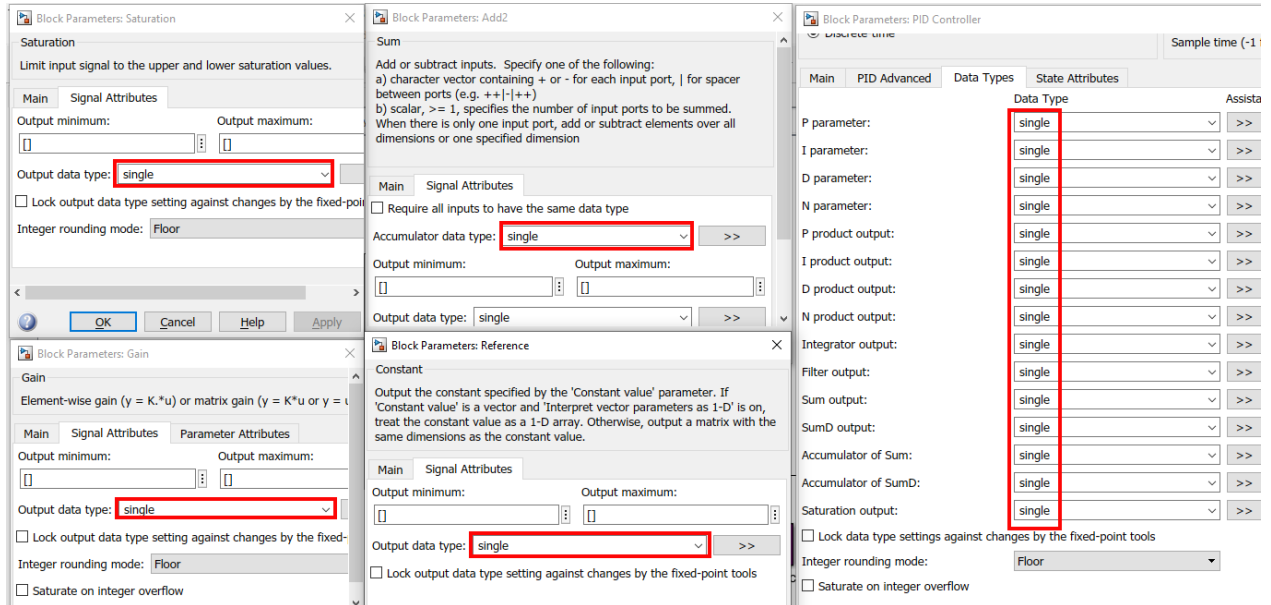 Block Parameters: Saturation
Saturation
Limit input signal to the upper and lower saturation values.
Main Signal Attributes
Output minimum: Output maximum:
[] []
Output data type: single
Lock output data type setting against changes by the fixed-poi
Integer rounding mode: Floor
OK Cancel Help Apply
Block Parameters: Add2
Sum
Add or subtract inputs. Specify one of the following:
a) character vector containing + or - for each input port, | for spacer
between ports (e.g. ++|-|++)
b) scalar, >= 1, specifies the number of input ports to be summed.
When there is only one input port, add or subtract elements over all
dimensions or one specified dimension
Main Signal Attributes
Require all inputs to have the same data type
Accumulator data type: single >>
Output minimum: Output maximum:
[] []
Output data type: single >>
Block Parameters: Gain
Gain
Element-wise gain (y = K.*u) or matrix gain (y = K*u or y = u
Main Signal Attributes Parameter Attributes
Output minimum: Output maximum:
[] []
Output data type: single
Lock output data type setting against changes by the fixed-
Integer rounding mode: Floor
Saturate on integer overflow
Block Parameters: Reference
Constant
Output the constant specified by the 'Constant value' parameter. If
'Constant value' is a vector and 'Interpret vector parameters as 1-D' is on,
treat the constant value as a 1-D array. Otherwise, output a matrix with the
same dimensions as the constant value.
Main Signal Attributes
Output minimum: Output maximum:
[] []
Output data type: single >>
Lock output data type setting against changes by the fixed-point tools
Block Parameters: PID Controller
Discrete time
Sample time (-1
Main PID Advanced Data Types State Attributes
Data Type Assista
P parameter: single >>
I parameter: single >>
D parameter: single >>
N parameter: single >>
P product output: single >>
I product output: single >>
D product output: single >>
N product output: single >>
Integrator output: single >>
Filter output: single >>
Sum output: single >>
SumD output: single >>
Accumulator of Sum: single >>
Accumulator of SumD: single >>
Saturation output: single >>
Lock data type settings against changes by the fixed-point tools
Integer rounding mode: Floor
Saturate on integer overflow